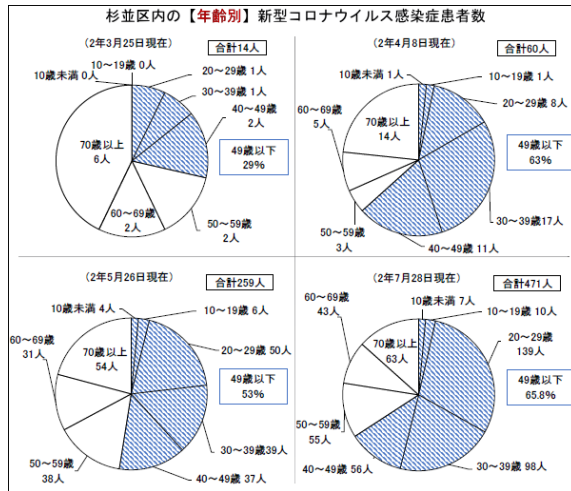 杉並区内の【年齢別】新型コロナウイルス感染症患者数
（2年3月25日現在）
合計14人
10～19歳 0人
10歳未満 0人
20～29歳 1人
30～39歳 1人
40～49歳
2人
49歳以下
29%
50～59歳
2人
60～69歳
2人
70歳以上
6人
（2年4月8日現在）
合計60人
10歳未満 1人
10～19歳 1人
20～29歳 8人
49歳以下
63%
30～39歳17人
40～49歳 11人
50～59歳
3人
60～69歳
5人
70歳以上
14人
（2年5月26日現在）
合計259人
10歳未満 4人
10～19歳 6人
20～29歳 50人
49歳以下
53%
30～39歳39人
40～49歳 37人
50～59歳
38人
60～69歳
31人
70歳以上
54人
（2年7月28日現在）
合計471人
10歳未満 7人
10～19歳 10人
20～29歳
139人
49歳以下
65.8%
30～39歳 98人
40～49歳 56人
50～59歳
55人
60～69歳
43人
70歳以上
63人